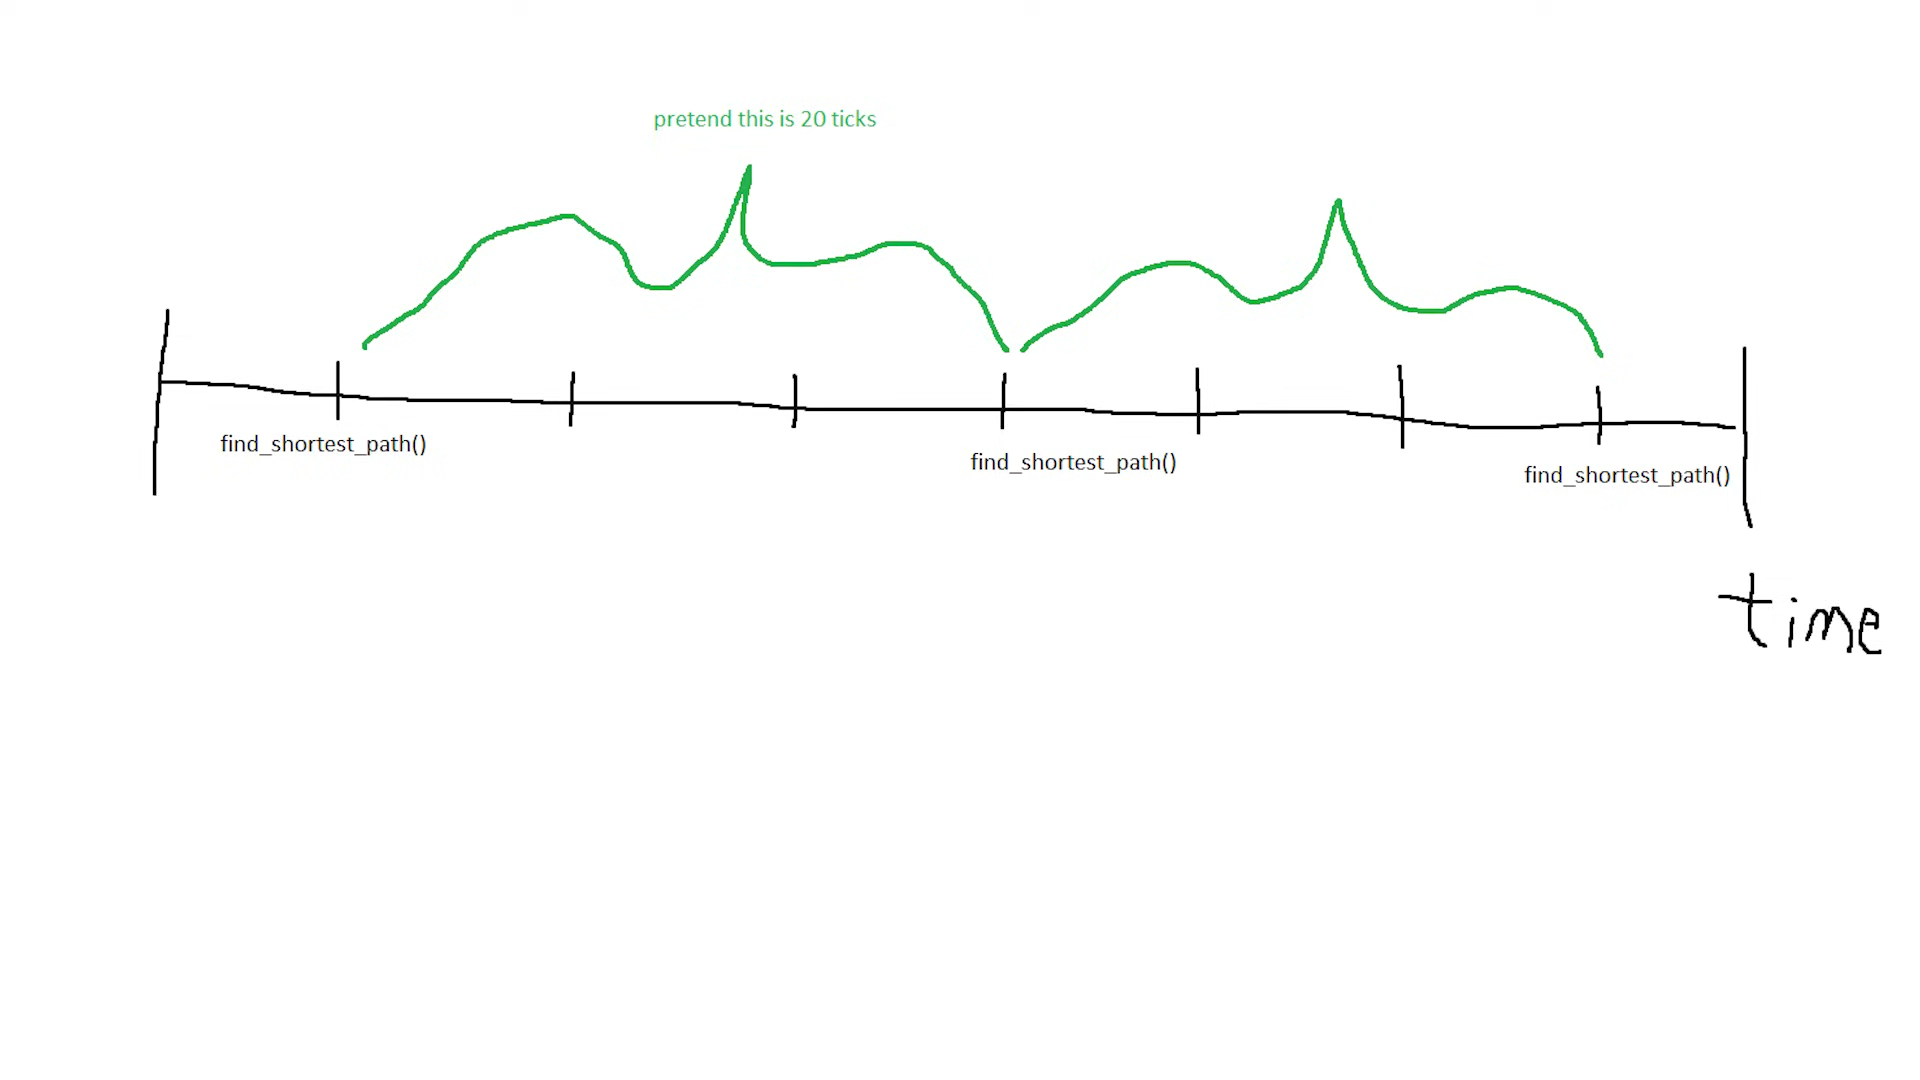 pretend this is 20 ticks
find_shortest_path()
find_shortest_path()
find_shortest_path()
time